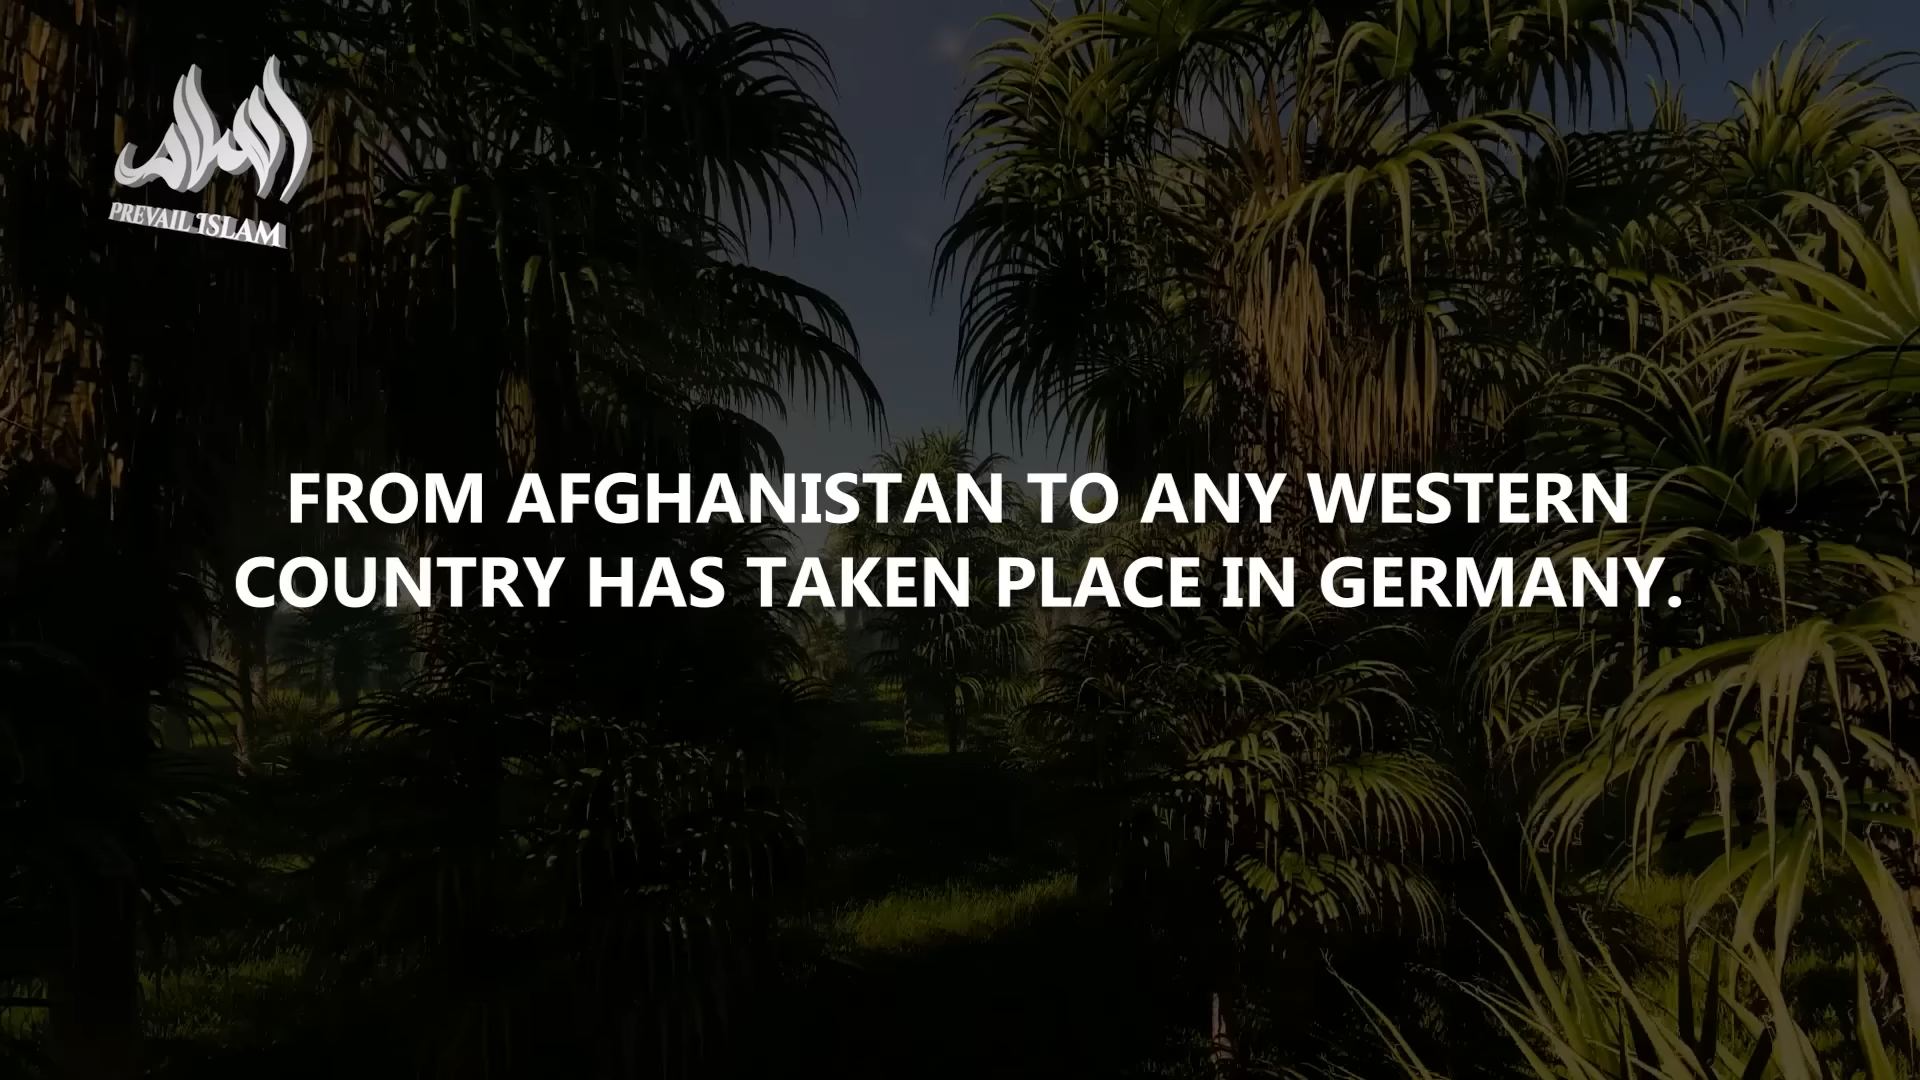 PREVAIL ISLAM
FROM AFGHANISTAN TO ANY WESTERN
COUNTRY HAS TAKEN PLACE IN GERMANY.